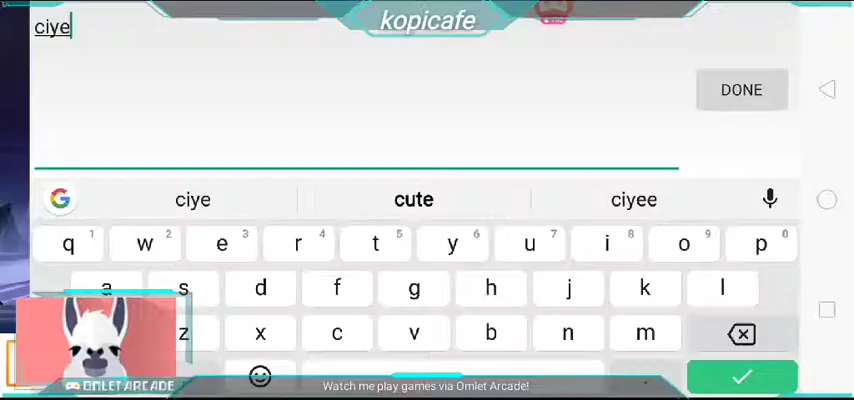 kopicafe
ciye
DONE
ciye cute ciyee
q 1 w 2 e 3 r 4 t 5 y 6 u 7 i 8 o 9 p 0
a s d f g h j k l
z x c v b n m
OMLET ARCADE
Watch me play games via Omlet Arcade!